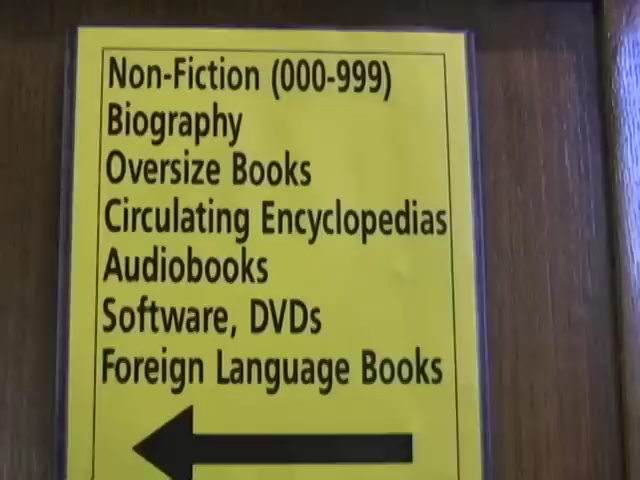 Non-Fiction (000-999)
Biography
Oversize Books
Circulating Encyclopedias
Audiobooks
Software, DVDs
Foreign Language Books